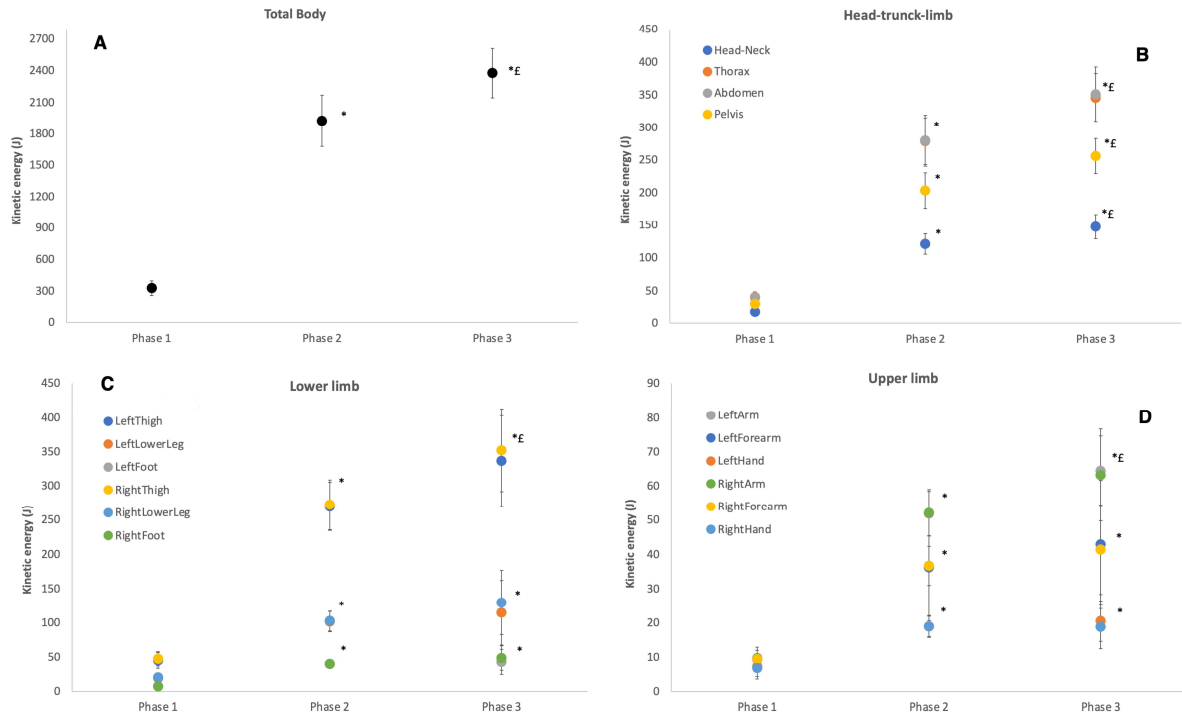 Total Body
A
Kinetic energy (J)
2700
2400
2100
1800
1500
1200
900
600
300
0
*
*£
Phase 1
Phase 2
Phase 3
Head-trunck-limb
B
Kinetic energy (J)
450
400
350
300
250
200
150
100
50
0
Head-Neck
Thorax
Abdomen
Pelvis
*
*
*
*£
*£
*£
Phase 1
Phase 2
Phase 3
C
Lower limb
Kinetic energy (J)
450
400
350
300
250
200
150
100
50
0
LeftThigh
LeftLowerLeg
LeftFoot
RightThigh
RightLowerLeg
RightFoot
*
*
*
*£
*
*
Phase 1
Phase 2
Phase 3
Upper limb
D
Kinetic energy (J)
90
80
70
60
50
40
30
20
10
0
LeftArm
LeftForearm
LeftHand
RightArm
RightForearm
RightHand
*
*
*
*£
*
*
Phase 1
Phase 2
Phase 3